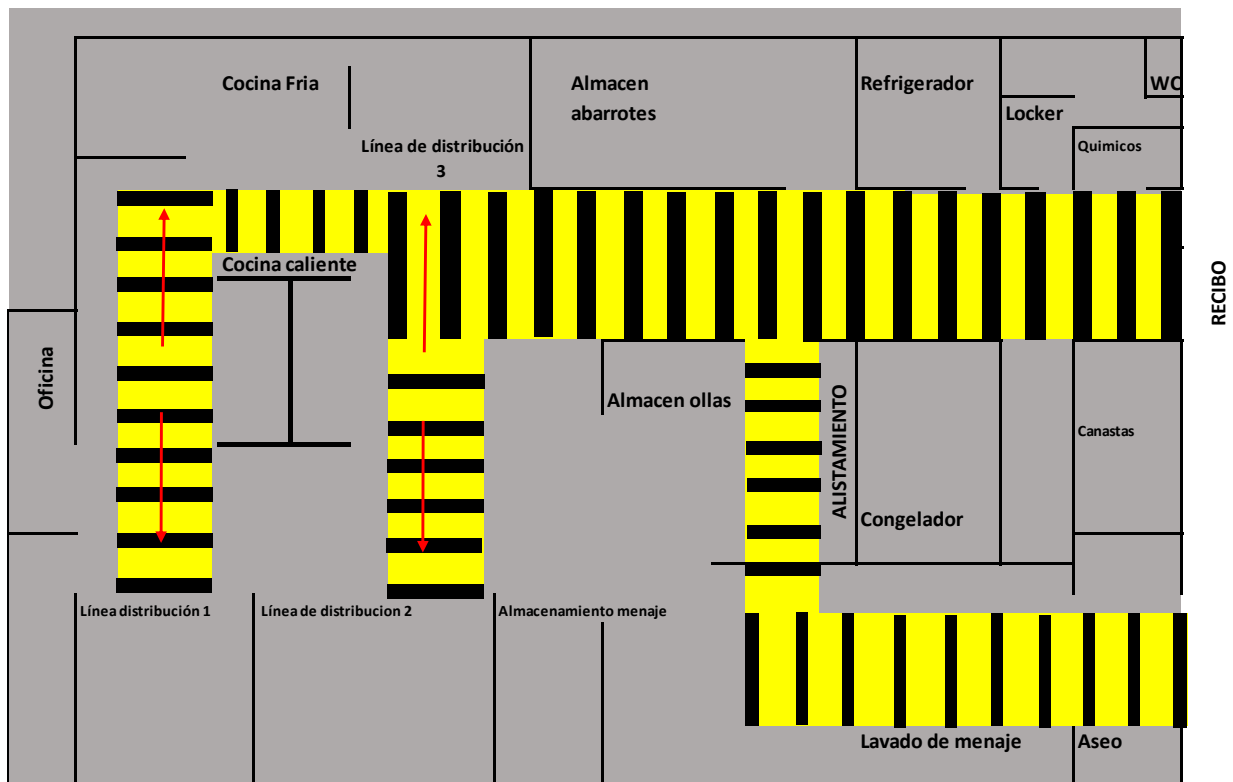 Cocina Fria
Almacen
abarrotes
Refrigerador
WC
Locker
Línea de distribución
3
Quimicos
Cocina caliente
RECIBO
Oficina
Almacen ollas
ALISTAMIENTO
Canastas
Congelador
Línea distribución 1
Línea de distribucion 2
Almacenamiento menaje
Lavado de menaje
Aseo